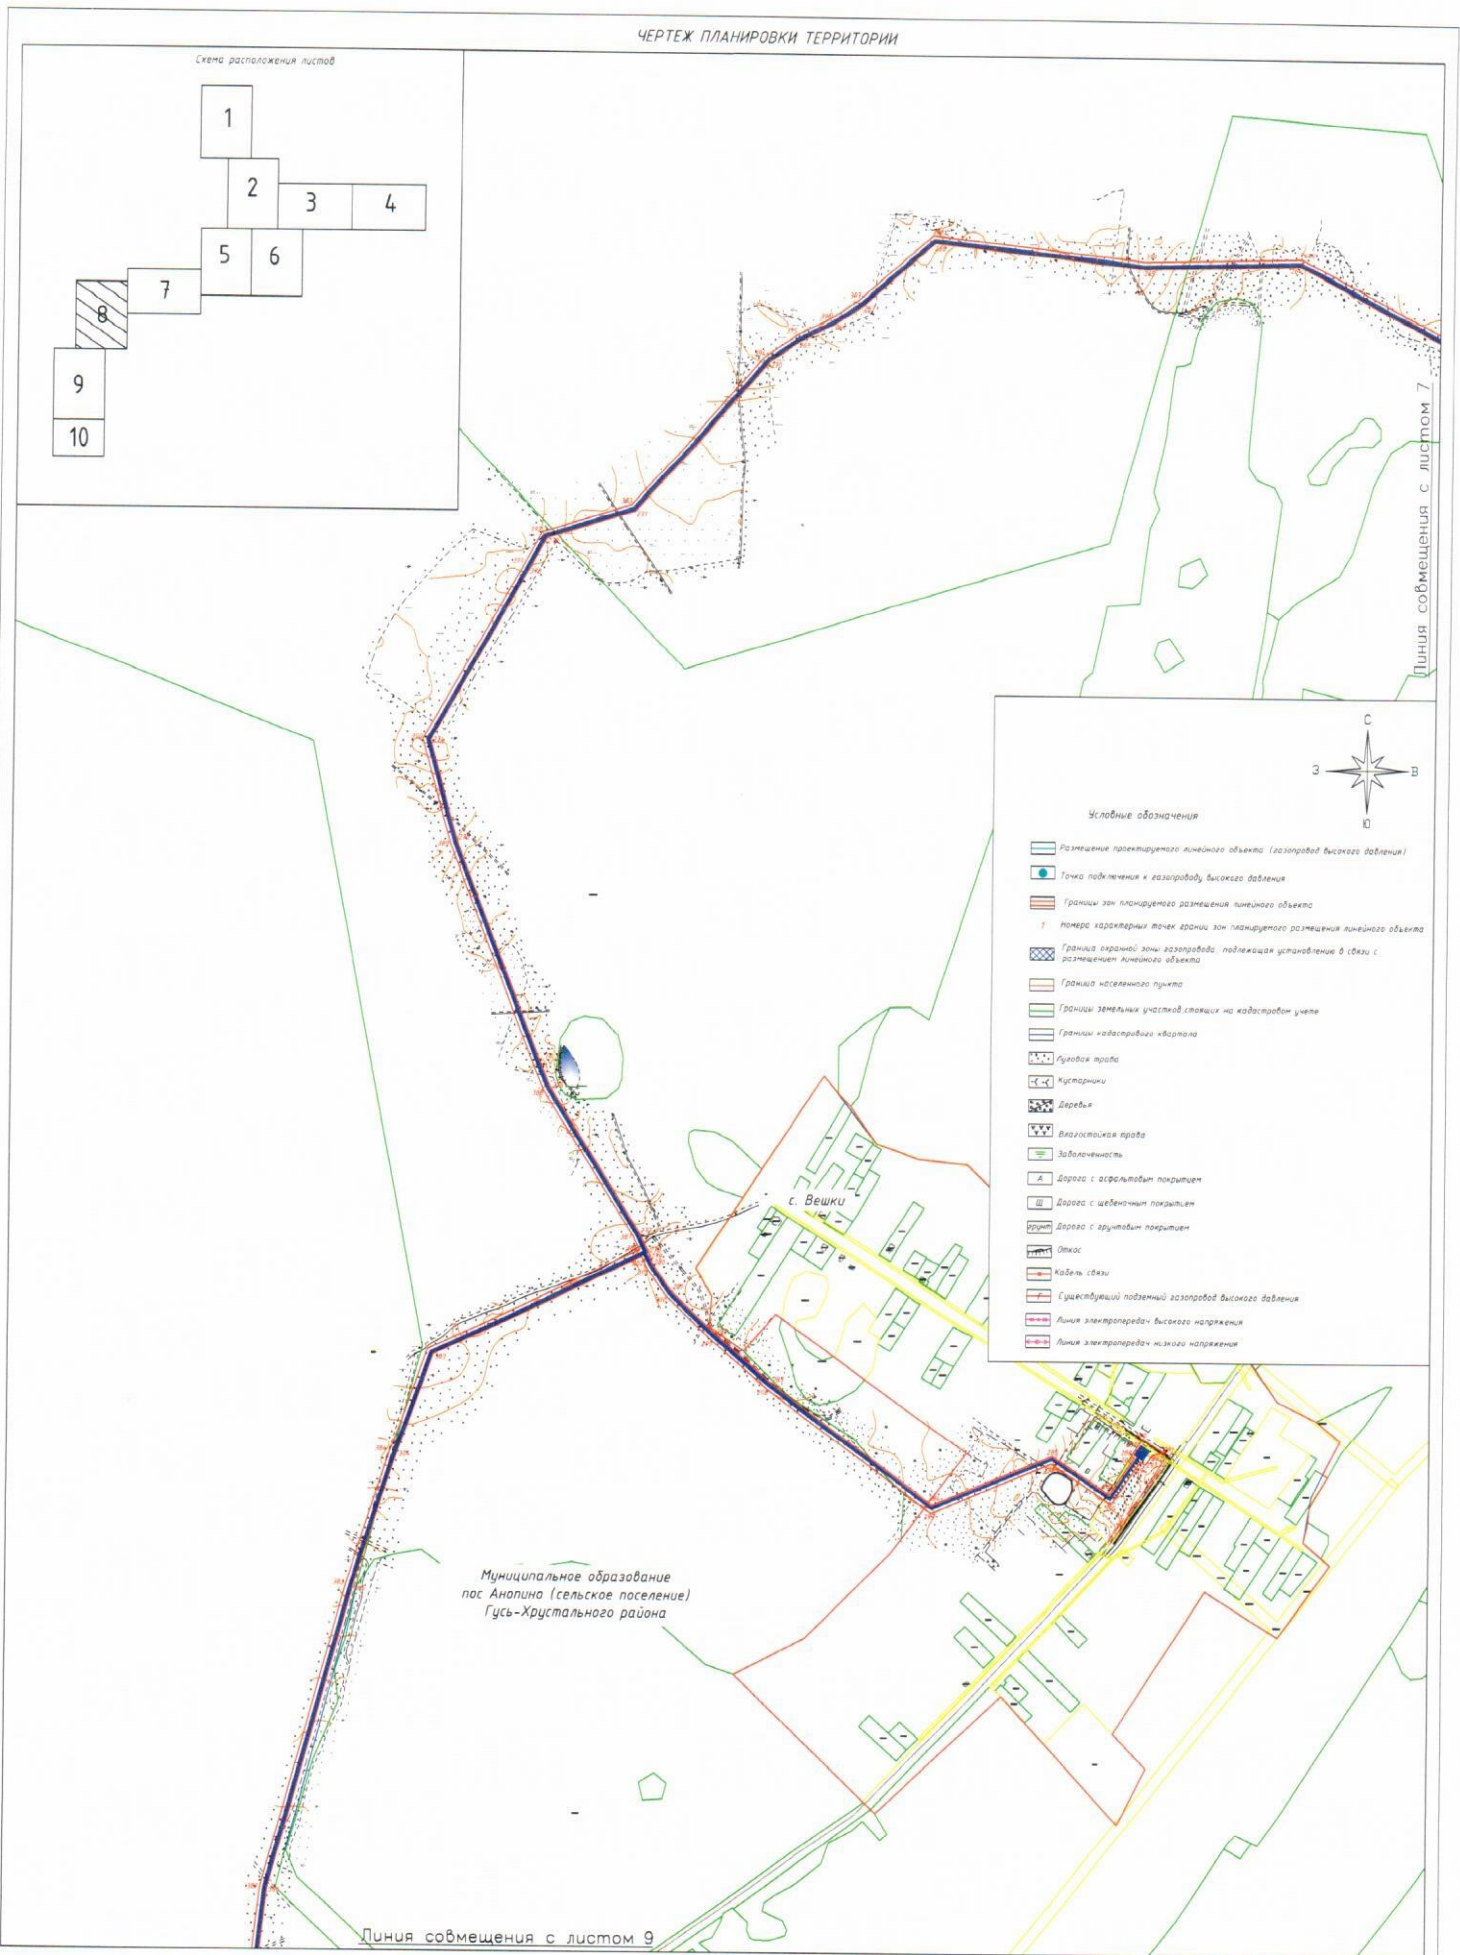 ЧЕРТЕЖ ПЛАНИРОВКИ ТЕРРИТОРИИ
Схема расположения листов
1
2
3
4
5
6
7
8
9
10
Линия совмещения с листом 7
С
З
В
Ю
Условные обозначения
Размещение проектируемого линейного объекта (газопровод высокого давления)
Точка подключения к газопроводу высокого давления
Границы зон планируемого размещения линейного объекта
1 Номера характерных точек границ зон планируемого размещения линейного объекта
Граница охранной зоны газопровода, подлежащая установлению в связи с
размещением линейного объекта
Граница населенного пункта
Границы земельных участков, стоящих на кадастровом учете
Границы кадастрового квартала
Луговая трава
Кустарники
Деревья
Влагостойкая трава
Заболоченность
А Дорога с асфальтовым покрытием
Щ Дорога с щебеночным покрытием
грунт Дорога с грунтовым покрытием
Откос
Кабель связи
Г Существующий подземный газопровод высокого давления
Линия электропередач высокого напряжения
Линия электропередач низкого напряжения
с. Вешки
Муниципальное образование
пос Анопино (сельское поселение)
Гусь-Хрустального района
Линия совмещения с листом 9